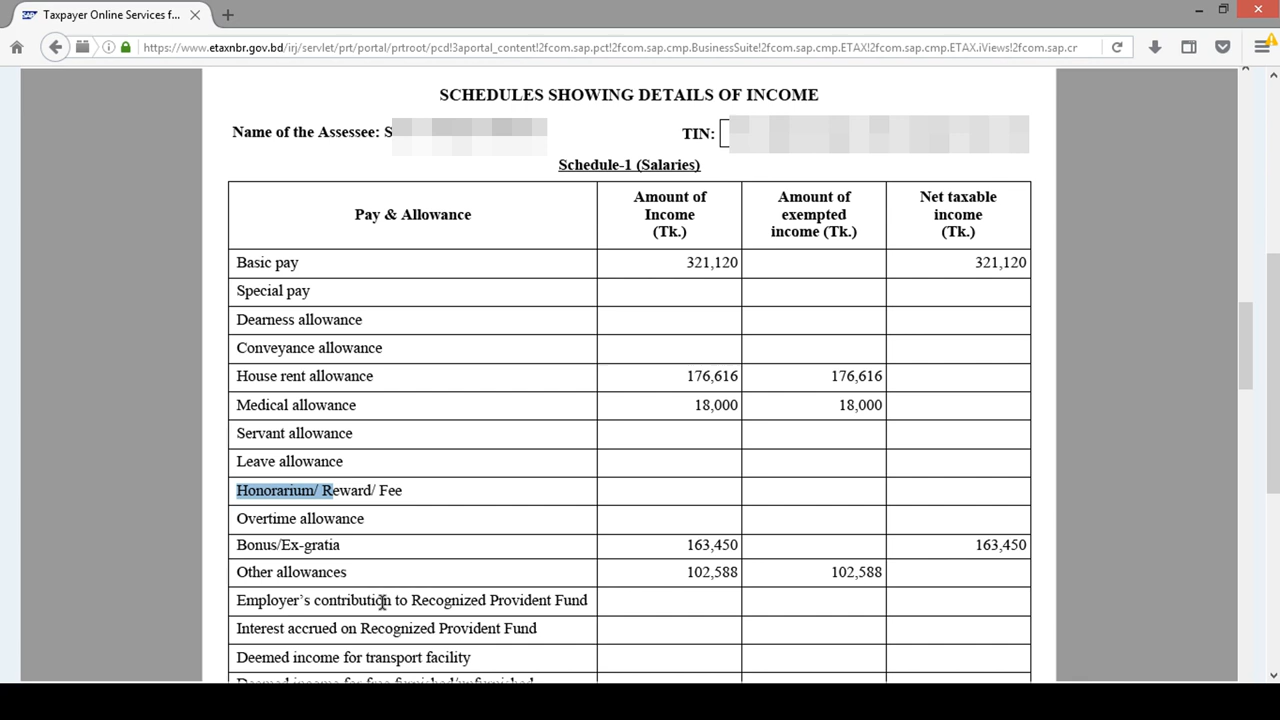 Taxpayer Online Services f...
https://www.etaxnbr.gov.bd/irj/servlet/prt/portal/prtroot/pcd!3aportal_content!2fcom.sap.pct!2fcom.sap.cmp.BusinessSuite!2fcom.sap.cmp.ETAX!2fcom.sap.cmp.ETAX.iViews!2fcom.sap.cr
SCHEDULES SHOWING DETAILS OF INCOME
Name of the Assessee: S
TIN:
Schedule-1 (Salaries)
Pay & Allowance
Amount of Income (Tk.)
Amount of exempted income (Tk.)
Net taxable income (Tk.)
Basic pay 321,120 321,120
Special pay
Dearness allowance
Conveyance allowance
House rent allowance 176,616 176,616
Medical allowance 18,000 18,000
Servant allowance
Leave allowance
Honorarium/ Reward/ Fee
Overtime allowance
Bonus/Ex-gratia 163,450 163,450
Other allowances 102,588 102,588
Employer’s contribution to Recognized Provident Fund
Interest accrued on Recognized Provident Fund
Deemed income for transport facility
Deemed income for free furnished/unfurnished